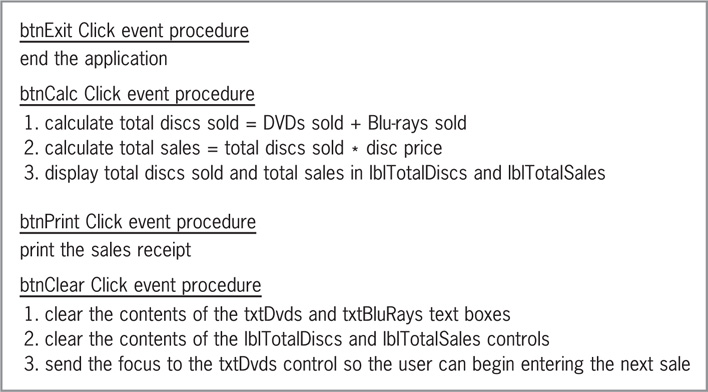 btnExit Click event procedure
end the application
btnCalc Click event procedure
1. calculate total discs sold = DVDs sold + Blu-rays sold
2. calculate total sales = total discs sold * disc price
3. display total discs sold and total sales in lblTotalDiscs and lblTotalSales
btnPrint Click event procedure
print the sales receipt
btnClear Click event procedure
1. clear the contents of the txtDvds and txtBluRays text boxes
2. clear the contents of the lblTotalDiscs and lblTotalSales controls
3. send the focus to the txtDvds control so the user can begin entering the next sale